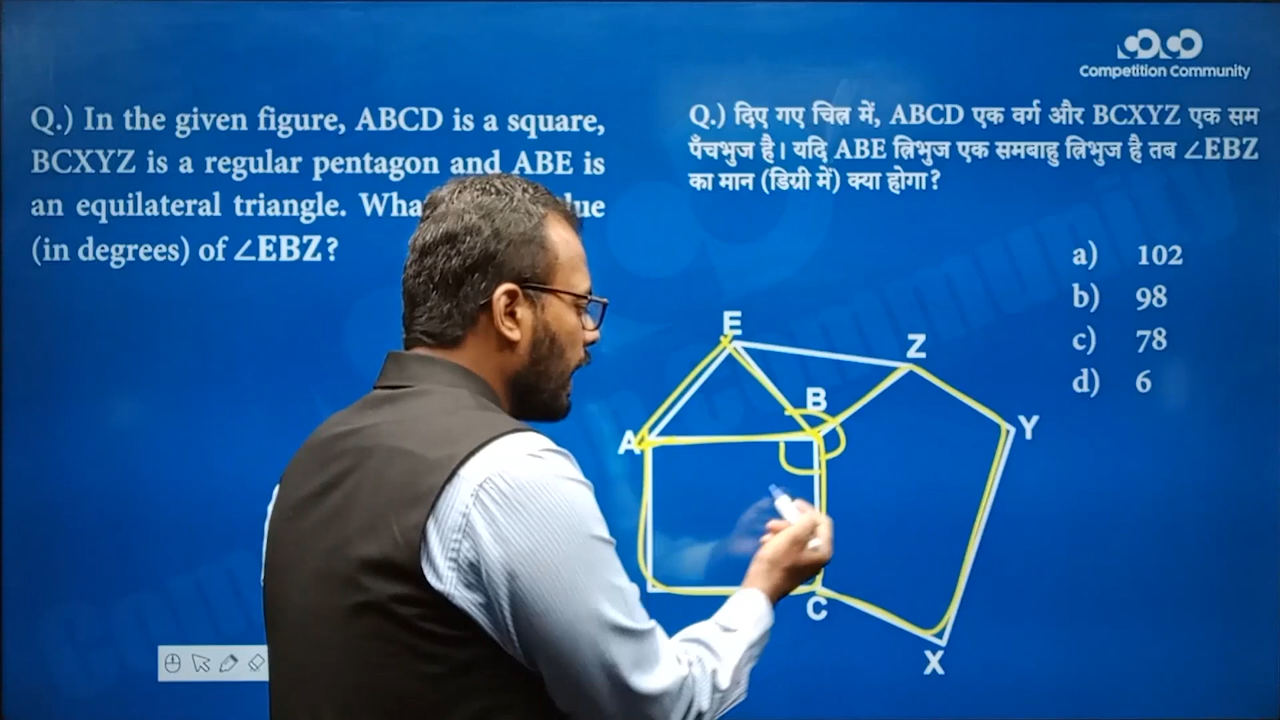 Competition Community
Q.) In the given figure, ABCD is a square,
BCXYZ is a regular pentagon and ABE is
an equilateral triangle.
(in degrees) of ∠EBZ?
Q.) दिए गए चित्र में, ABCD एक वर्ग और BCXYZ एक सम
पँचभुज है। यदि ABE त्रिभुज एक समबाहु त्रिभुज है तब ∠EBZ
का मान (डिग्री में) क्या होगा?
a) 102
b) 98
c) 78
d) 6
E
Z
B
A
Y
C
X